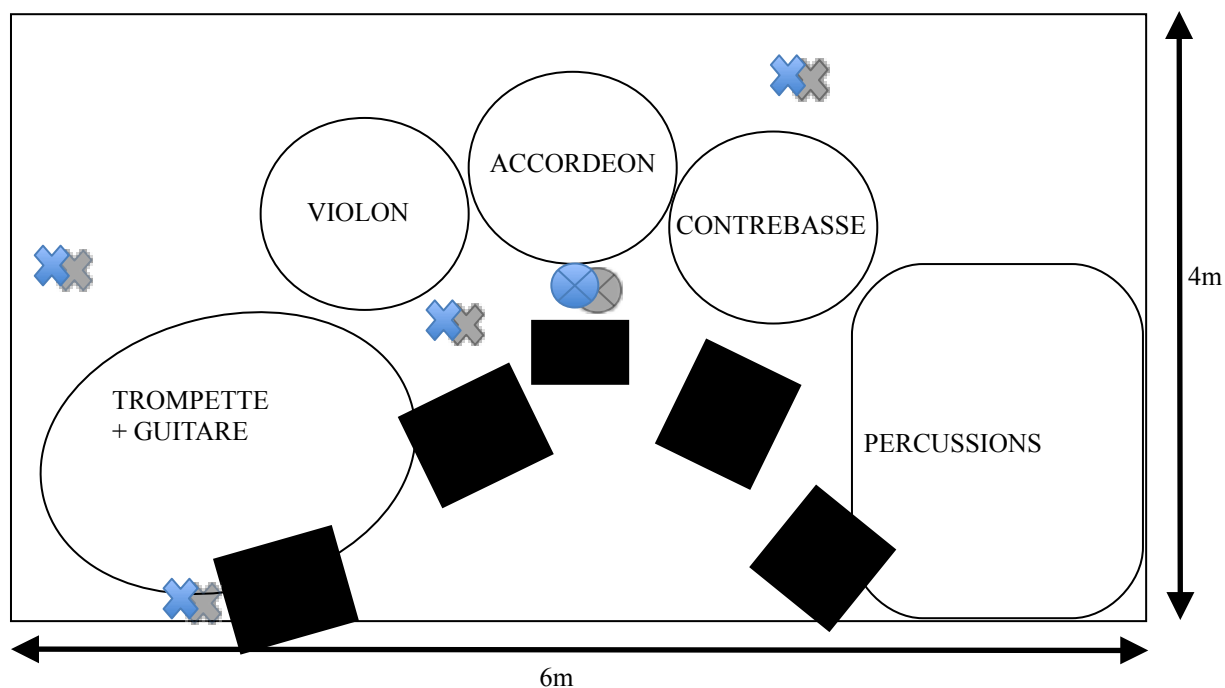 ACCORDEON
VIOLON
CONTREBASSE
4m
TROMPETTE
+ GUITARE
PERCUSSIONS
6m